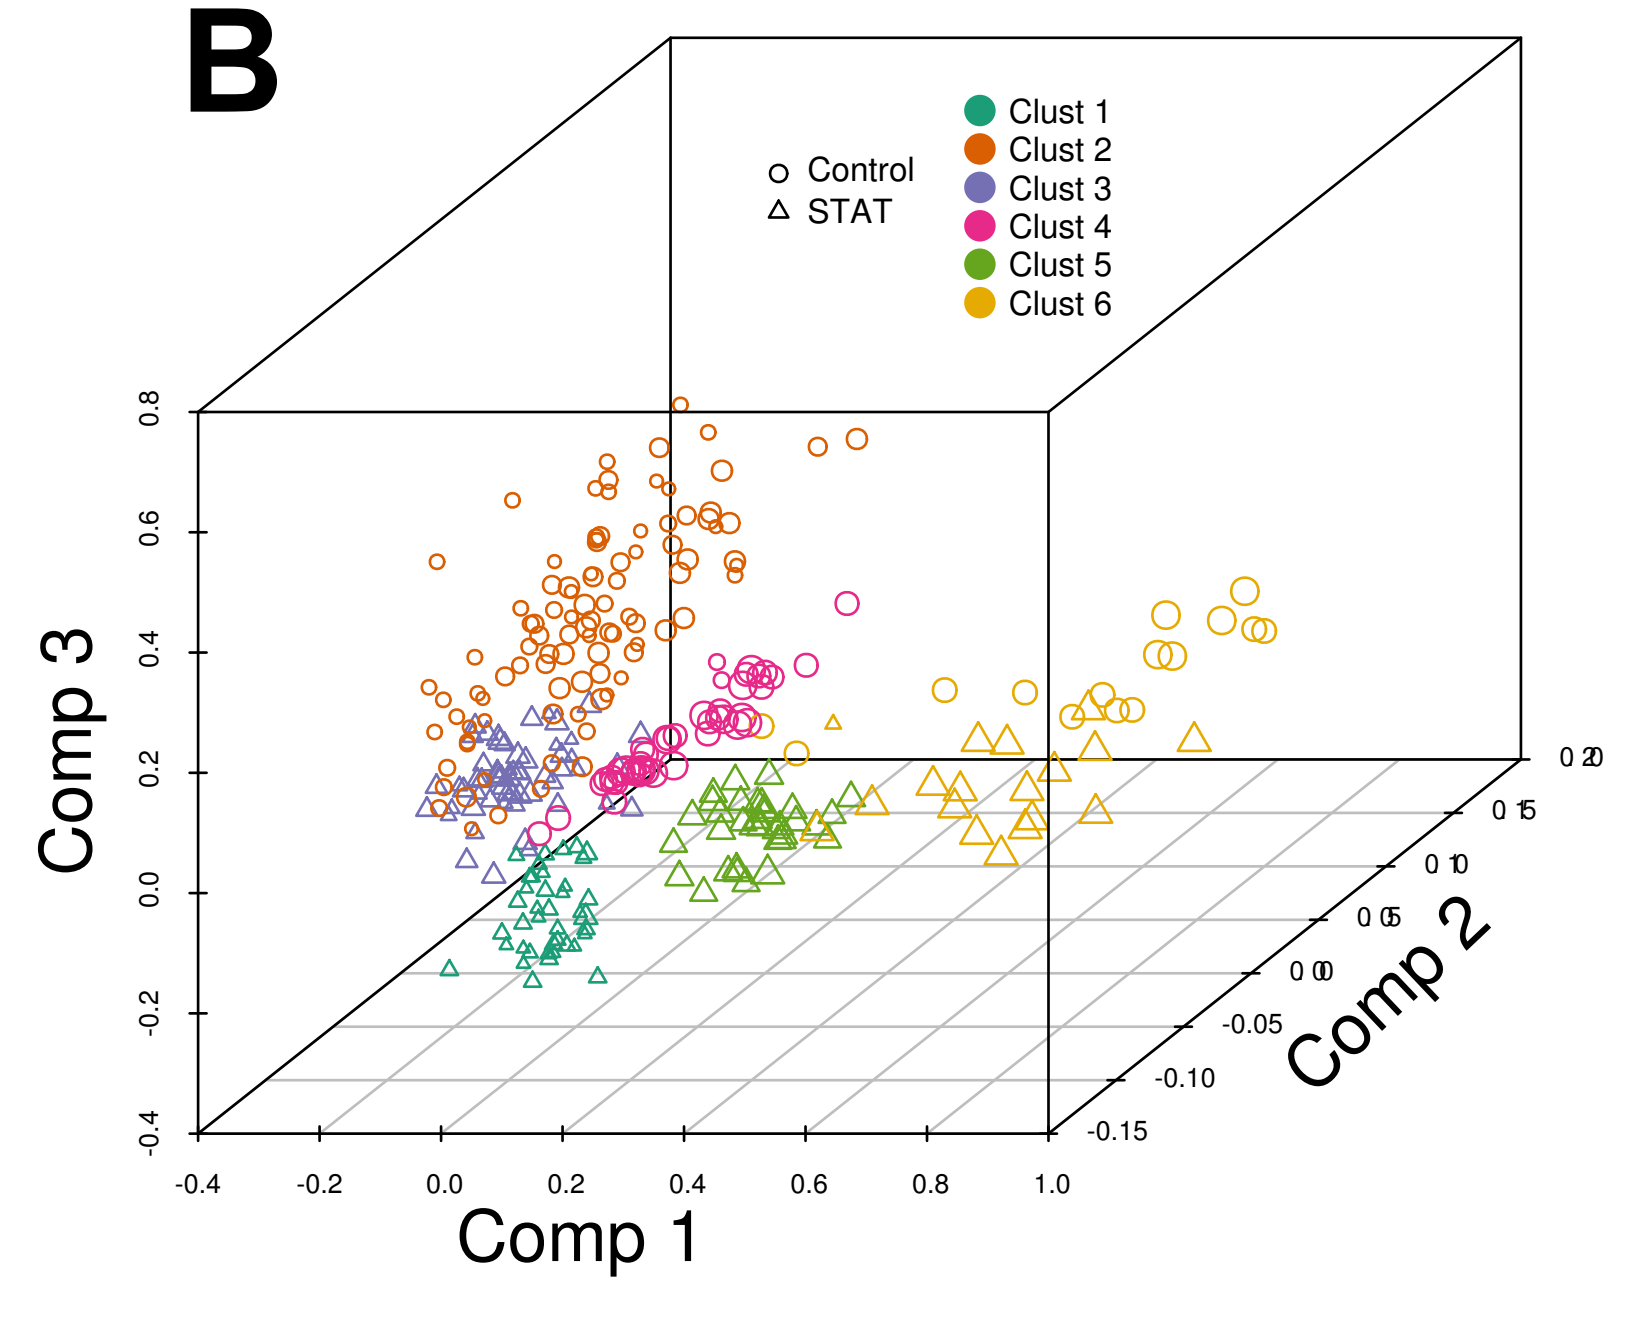 B
Control
STAT
Clust 1
Clust 2
Clust 3
Clust 4
Clust 5
Clust 6
Comp 3
0.8
0.6
0.4
0.2
0.0
-0.2
-0.4
-0.4 -0.2 0.0 0.2 0.4 0.6 0.8 1.0
Comp 1
-0.15
-0.10
-0.05
Comp 2